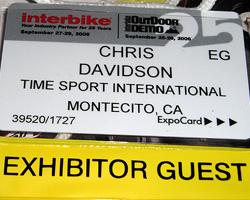 interbike
Your Industry Partner for 25 Years
September 27-29, 2006
OUTDOOR
DEMO
September 25-26, 2006
25
CHRIS EG
DAVIDSON
TIME SPORT INTERNATIONAL
MONTECITO, CA
39520/1727 ExpoCard
EXHIBITOR GUEST